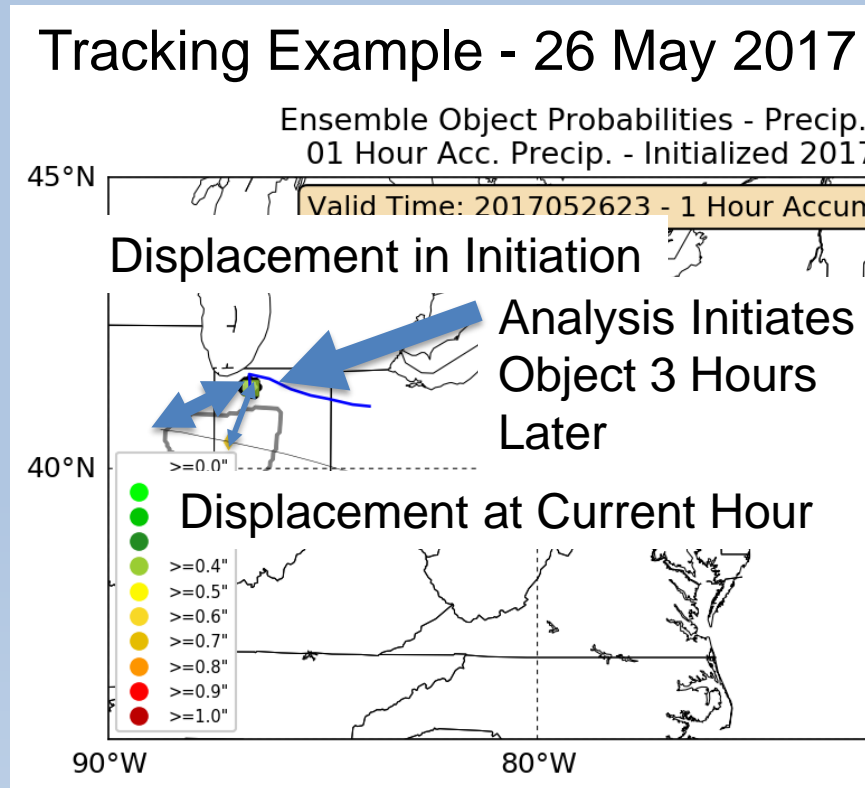 Tracking Example - 26 May 2017
Ensemble Object Probabilities - Precip.
01 Hour Acc. Precip. - Initialized 2017
45°N
Valid Time: 2017052623 - 1 Hour Accum
Displacement in Initiation
Analysis Initiates
Object 3 Hours
Later
40°N
>=0.0"
Displacement at Current Hour
>=0.4"
>=0.5"
>=0.6"
>=0.7"
>=0.8"
>=0.9"
>=1.0"
90°W
80°W